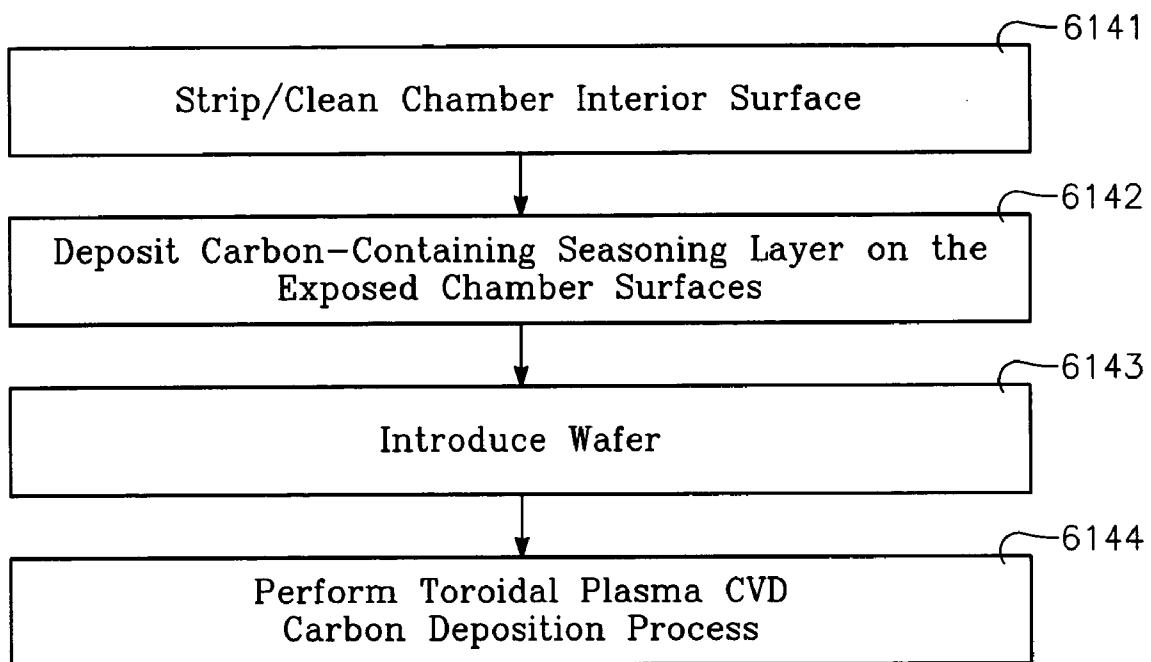 6141
Strip/Clean Chamber Interior Surface
6142
Deposit Carbon-Containing Seasoning Layer on the
Exposed Chamber Surfaces
6143
Introduce Wafer
6144
Perform Toroidal Plasma CVD
Carbon Deposition Process